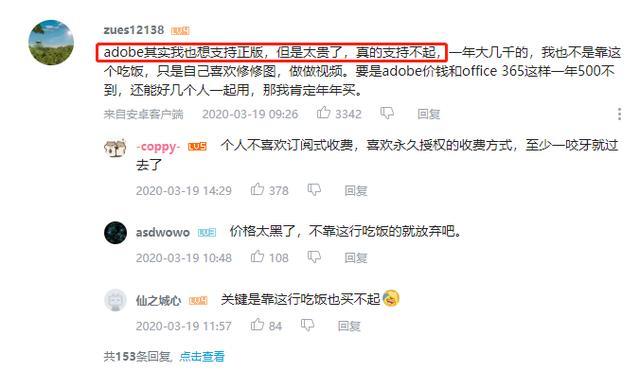 zues12138 LV5
adobe其实我也想支持正版，但是太贵了，真的支持不起，一年大几千的，我也不是靠这
个吃饭，只是自己喜欢修修图，做做视频。要是adobe价钱和office 365这样一年500不
到，还能好几个人一起用，那我肯定年年买。
来自安卓客户端 2020-03-19 09:26 3342 回复
-coppy- LV5 个人不喜欢订阅式收费，喜欢永久授权的收费方式，至少一咬牙就过
去了
2020-03-19 14:29 378 回复
asdwowo 价格太黑了，不靠这行吃饭的就放弃吧。
2020-03-19 10:48 108 回复
仙之城心 关键是靠这行吃饭也买不起
2020-03-19 11:57 84 回复
共153条回复, 点击查看